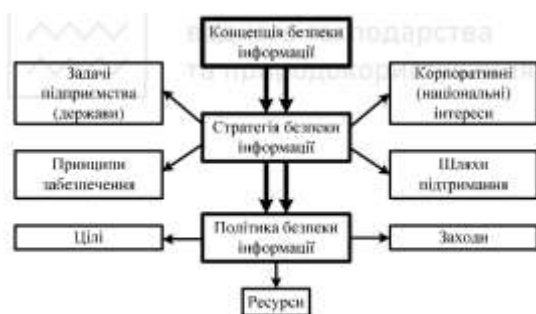 Концепція безпеки
інформації
Задачі
підприємства
(держави)
Корпоративні
(національні)
інтереси
Стратегія безпеки
інформації
Принципи
забезпечення
Шляхи
підтримання
Політика безпеки
інформації
Цілі
Заходи
Ресурси